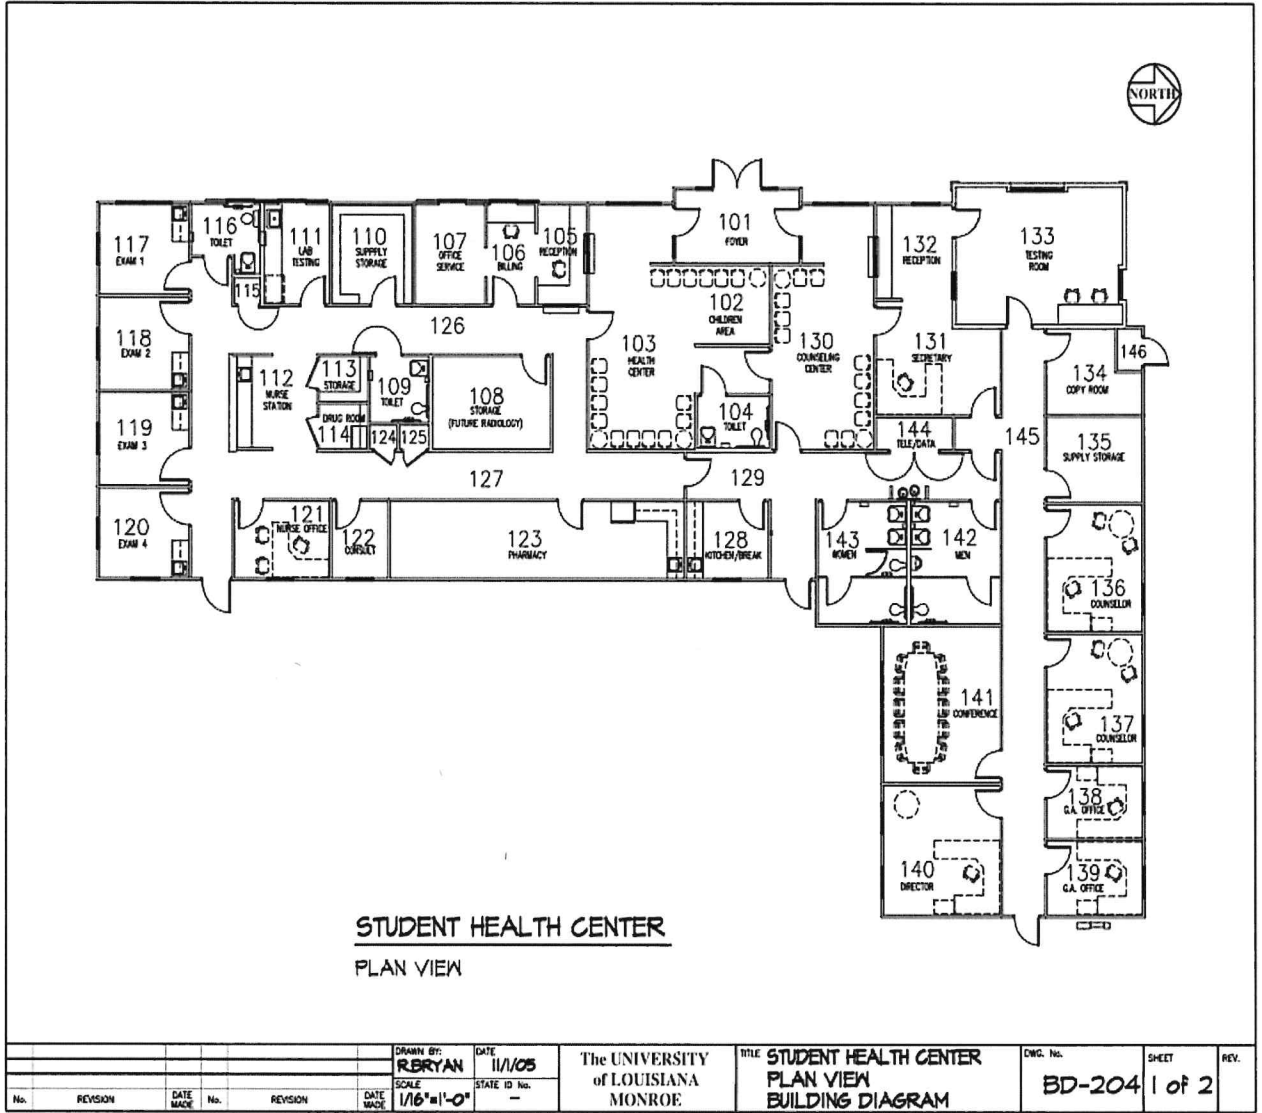 NORTH
101
FOYER
116
TOILET
117
EXAM 1
111
LAB
TESTING
110
SUPPPLY
STORAGE
107
OFFICE
SERVICE
106
BILLING
105
RECEPTION
132
RECEPTION
133
TESTING
ROOM
115
102
CHILDREN
AREA
126
118
EXAM 2
103
HEALTH
CENTER
130
COUNSELING
CENTER
131
SECRETARY
146
134
COPY ROOM
112
NURSE
STATION
113
STORAGE
109
TOILET
108
STORAGE
(FUTURE RADIOLOGY)
104
TOILET
DRUG ROOM
114
124
125
119
EXAM 3
144
TELE/DATA
145
135
SUPPLY STORAGE
127
129
120
EXAM 4
121
NURSE OFFICE
122
CONSULT
123
PHARMACY
128
KITCHEN/BREAK
143
WOMEN
142
MEN
136
COUNSELOR
141
CONFERENCE
137
COUNSELOR
138
G.A. OFFICE
140
DIRECTOR
139
G.A. OFFICE
STUDENT HEALTH CENTER
PLAN VIEW
No.
REVISION
DATE
MADE
No.
REVISION
DATE
MADE
DRAWN BY:
R.BRYAN
DATE
11/1/05
SCALE
1/16"=1'-0"
STATE ID No.
-
The UNIVERSITY
of LOUISIANA
MONROE
TITLE STUDENT HEALTH CENTER
PLAN VIEW
BUILDING DIAGRAM
DWG. No.
BD-204
SHEET
1 of 2
REV.